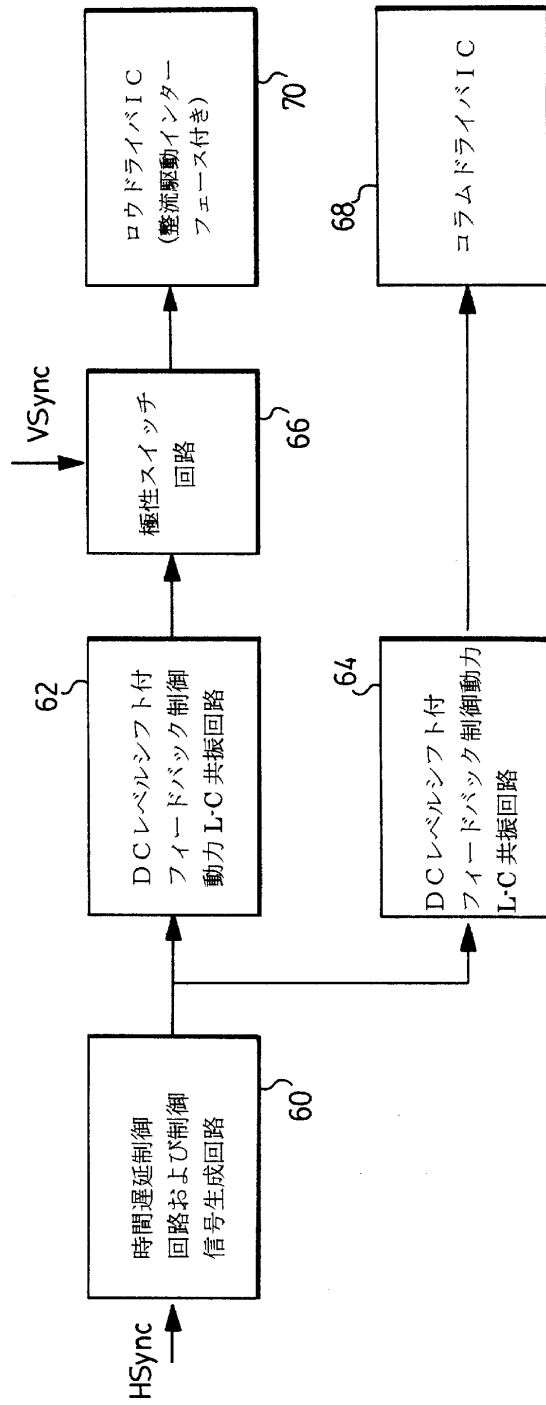 HSync
時間遅延制御
回路および制御
信号生成回路
60
DCレベルシフト付
フィードバック制御
動力L-C共振回路
62
VSync
極性スイッチ
回路
66
ロウドライバIC
(整流駆動インター
フェース付き)
70
DCレベルシフト付
フィードバック制御動力
L-C共振回路
64
コラムドライバIC
68